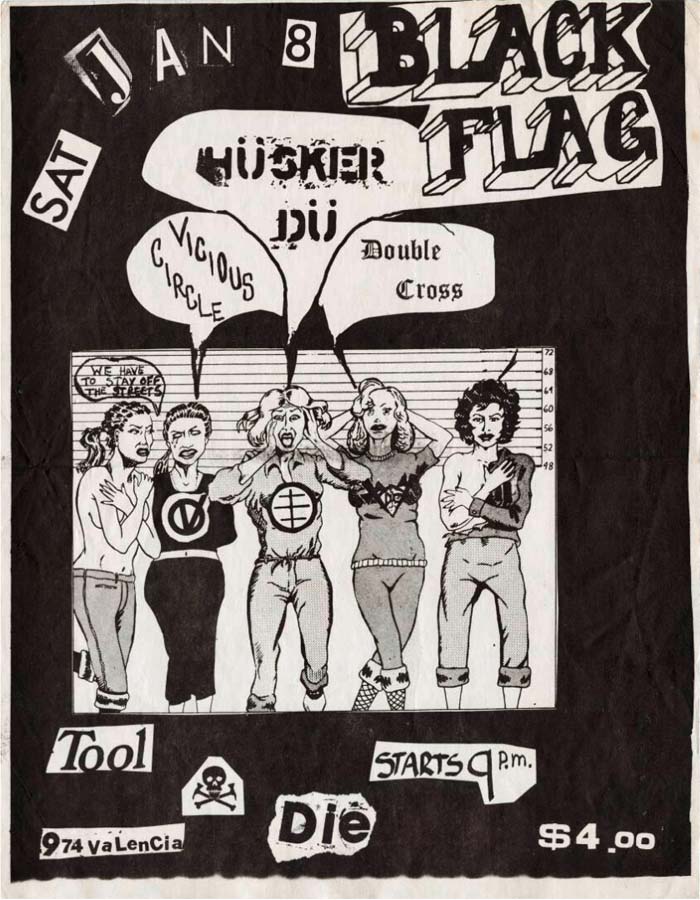 SAT JAN 8
BLACK
FLAG
HÜSKER
DÜ
VICIOUS
CIRCLE
Double
Cross
WE HAVE
TO STAY OFF
THE STREETS
72
68
64
60
56
52
48
Tool
Die
STARTS 9 P.m.
974 VaLenCia
$4.00